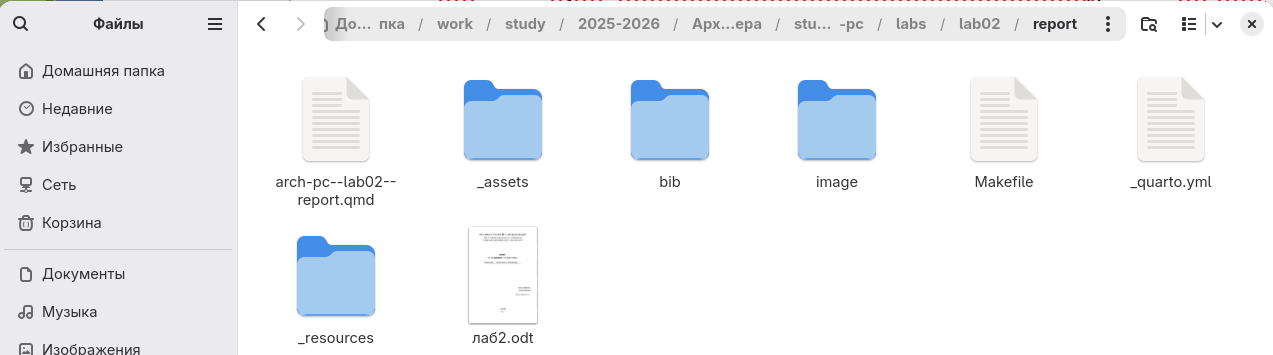 Файлы
До... пка / work / study / 2025-2026 / Арх...ера / stu... -pc / labs / lab02 / report
Домашняя папка
Недавние
Избранные
Сеть
Корзина
Документы
Музыка
Изображения
arch-pc--lab02--
report.qmd
_assets
bib
image
Makefile
_quarto.yml
_resources
лаб2.odt